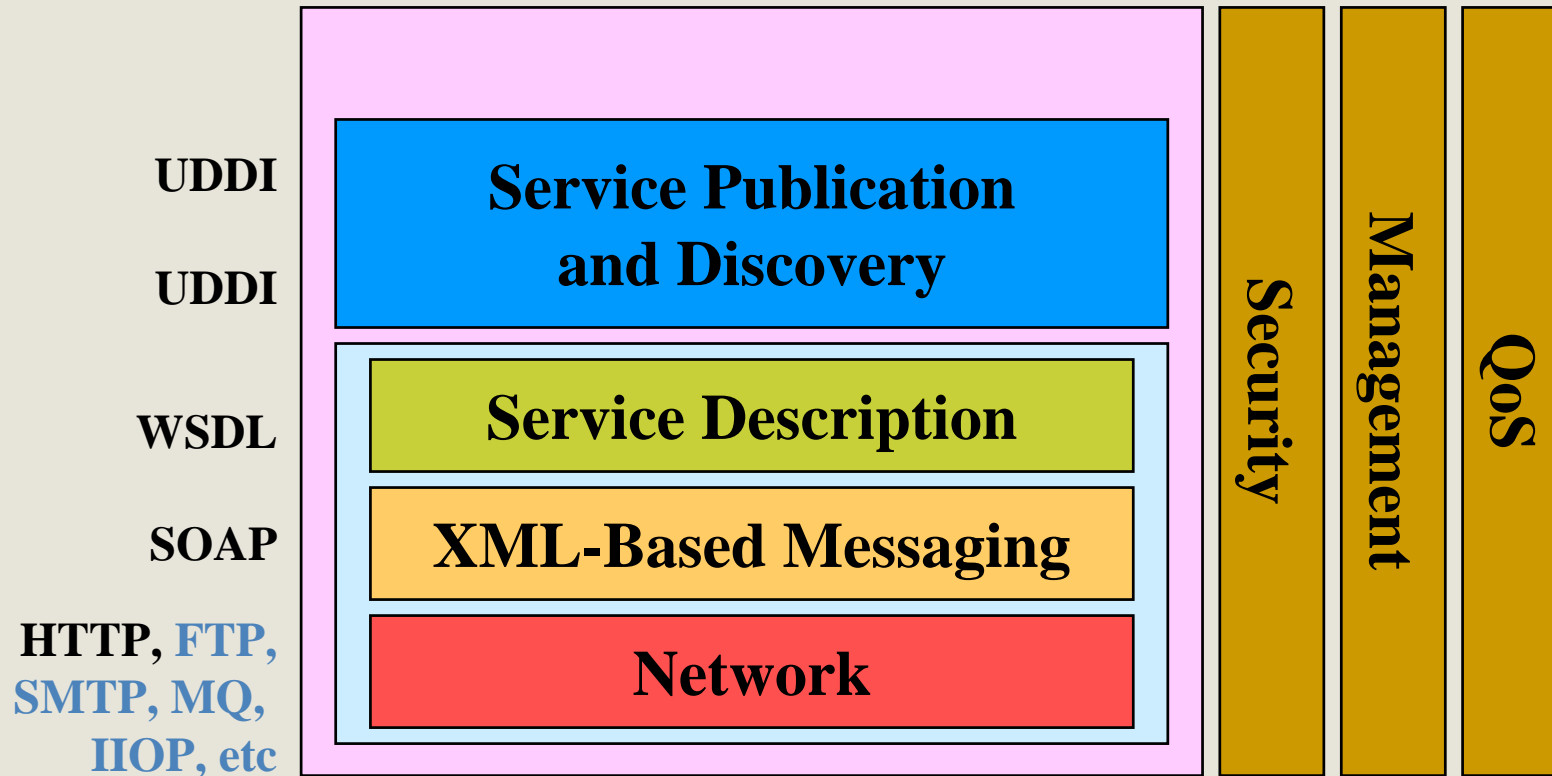 UDDI
UDDI
WSDL
SOAP
HTTP, FTP,
SMTP, MQ,
IIOP, etc
Service Publication
and Discovery
Service Description
XML-Based Messaging
Network
Security
Management
QoS